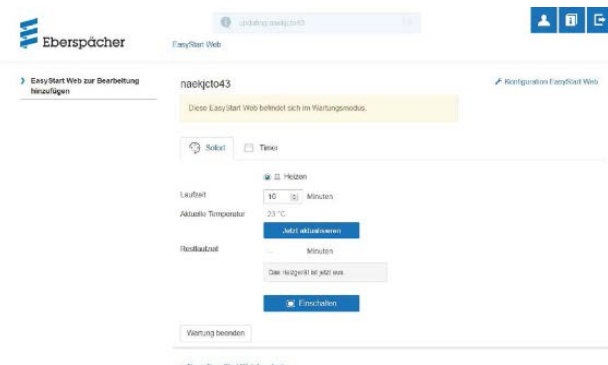 updating naekjcto43
Eberspächer
EasyStart Web
EasyStart Web zur Bearbeitung
hinzufügen
naekjcto43
Konfiguration EasyStart Web
Diese EasyStart Web befindet sich im Wartungsmodus.
Sofort Timer
Heizen
Laufzeit 10 Minuten
Aktuelle Temperatur 23 °C
Jetzt aktualisieren
Restlaufzeit -- Minuten
Das Heizgerät ist jetzt aus.
Einschalten
Wartung beenden